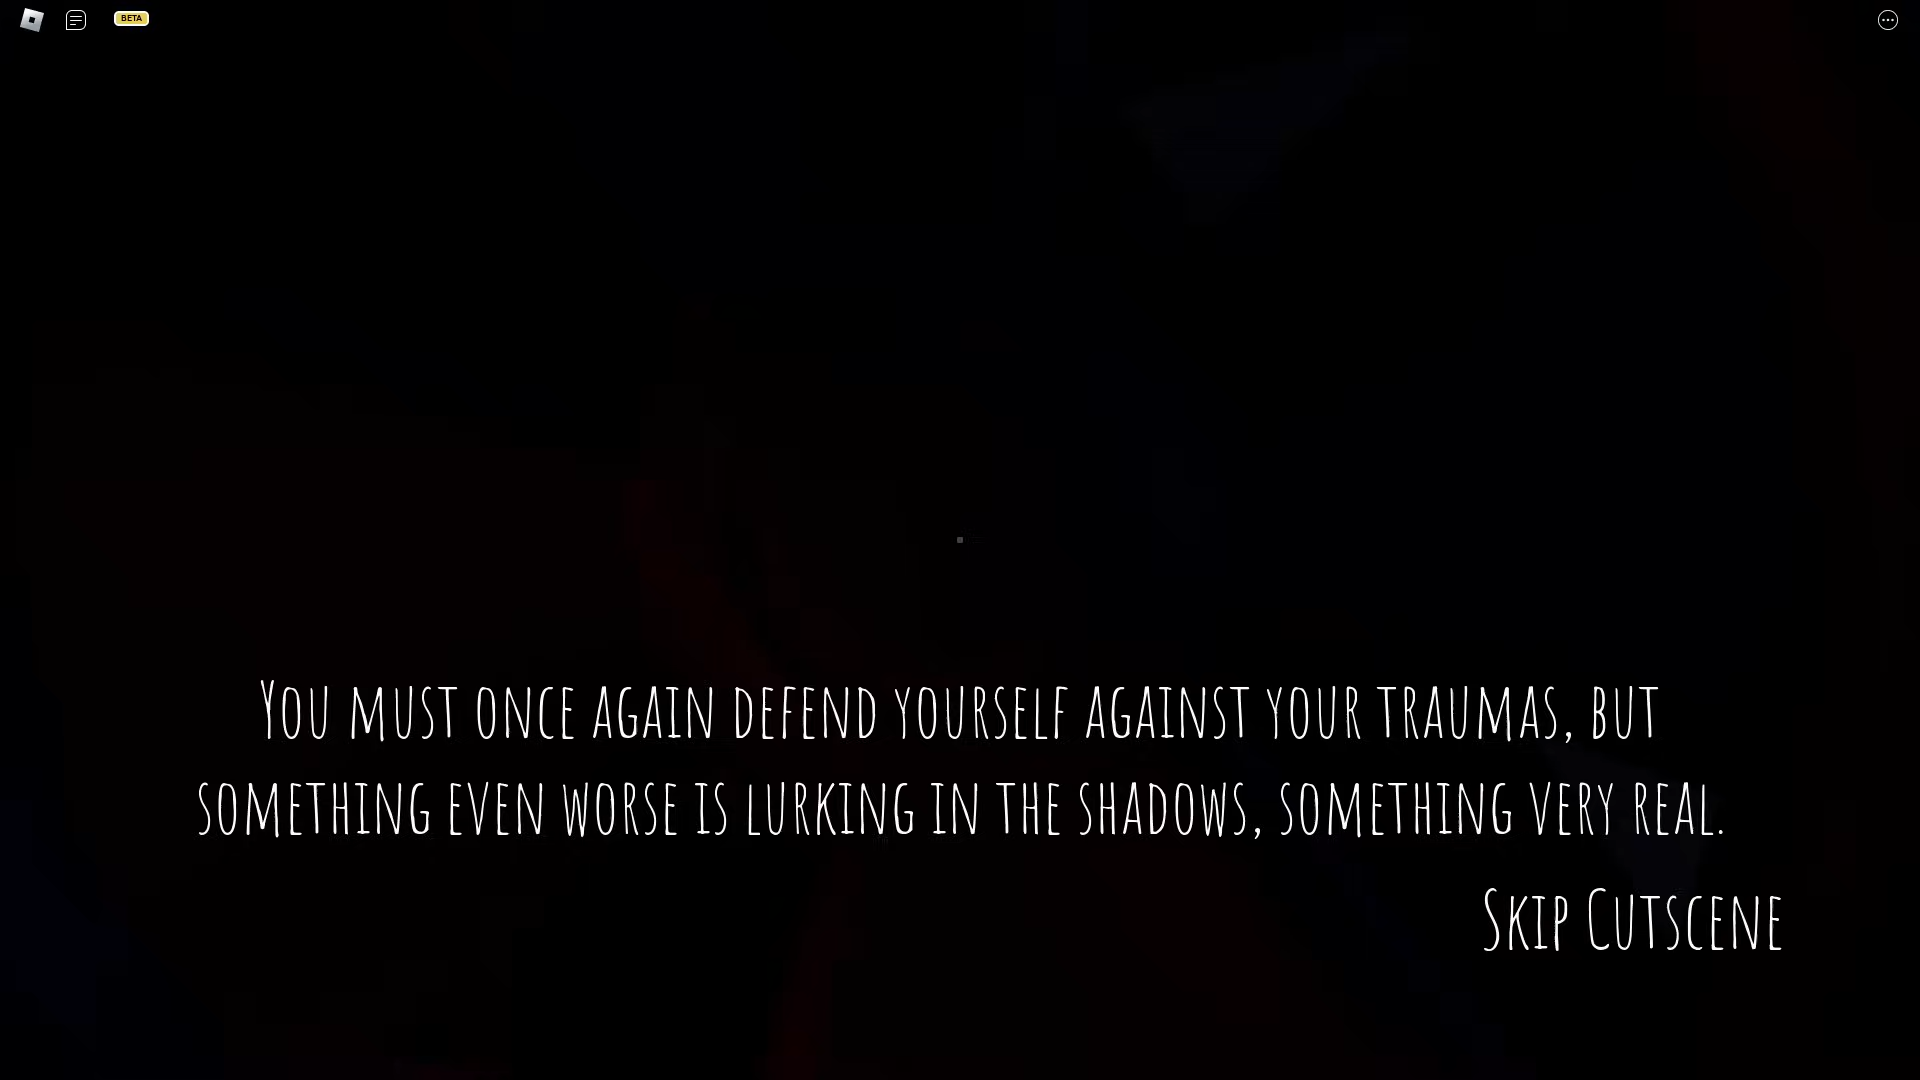 BETA
You must once again defend yourself against your traumas, but
something even worse is lurking in the shadows, something very real.
Skip Cutscene